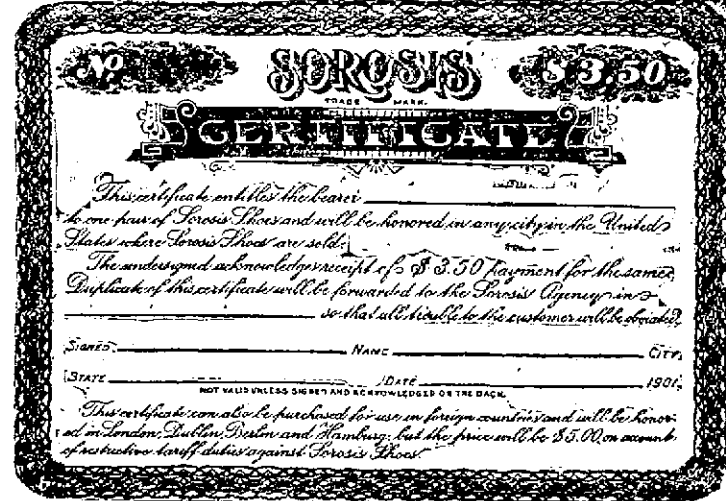 No
SOROSIS
$3.50
TRADE MARK.
CERTIFICATE
This certificate entitles the bearer
to one pair of Sorosis Shoes and will be honored in any city in the United
States where Sorosis Shoes are sold.
The undersigned acknowledges receipt of $3.50 payment for the same.
Duplicate of this certificate will be forwarded to the Sorosis Agency in
so that all trouble to the customer will be obviated.
SIGNED NAME CITY,
STATE DATE 1901
NOT VALID UNLESS SIGNED AND ACKNOWLEDGED ON THE BACK.
This certificate can also be purchased for use in foreign countries and will be honor-
ed in London, Dublin, Berlin and Hamburg, but the price will be $5.00, on account
of restrictive tariff duties against Sorosis Shoes.